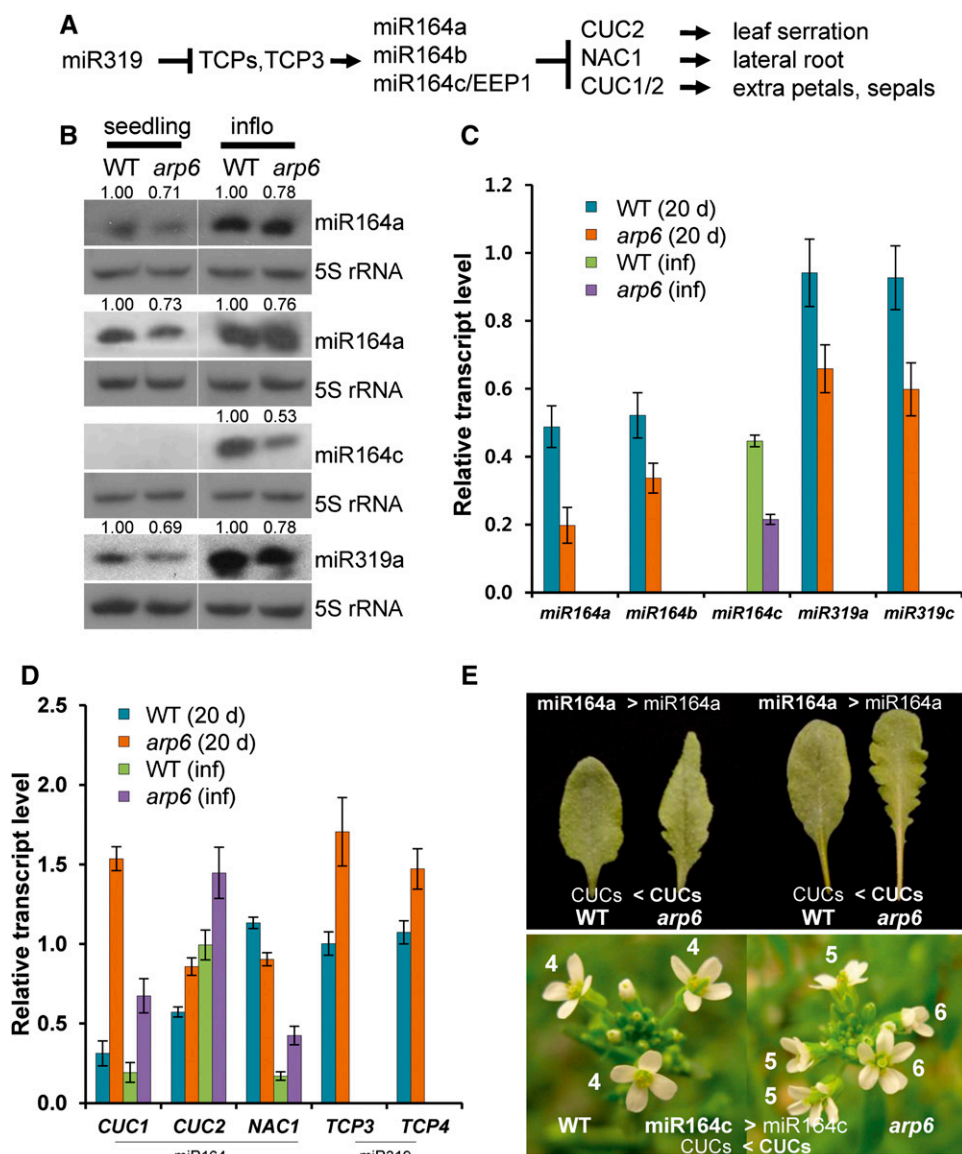 A
miR319 TCPs,TCP3 miR164a miR164b miR164c/EEP1 CUC2 NAC1 CUC1/2 leaf serration lateral root extra petals, sepals
B
seedling inflo
WT arp6 WT arp6
1.00 0.71 1.00 0.78
miR164a
5S rRNA
1.00 0.73 1.00 0.76
miR164a
5S rRNA
1.00 0.53
miR164c
5S rRNA
1.00 0.69 1.00 0.78
miR319a
5S rRNA
C
Relative transcript level
1.2
1.0
0.8
0.6
0.4
0.2
0.0
WT (20 d)
arp6 (20 d)
WT (inf)
arp6 (inf)
miR164a miR164b miR164c miR319a miR319c
D
Relative transcript level
2.5
2.0
1.5
1.0
0.5
0.0
WT (20 d)
arp6 (20 d)
WT (inf)
arp6 (inf)
CUC1 CUC2 NAC1 TCP3 TCP4
miR164 miR319
E
miR164a > miR164a miR164a > miR164a
CUCs < CUCs CUCs < CUCs
WT arp6 WT arp6
4 4 5
6
4 5 6
5
WT miR164c > miR164c arp6
CUCs < CUCs